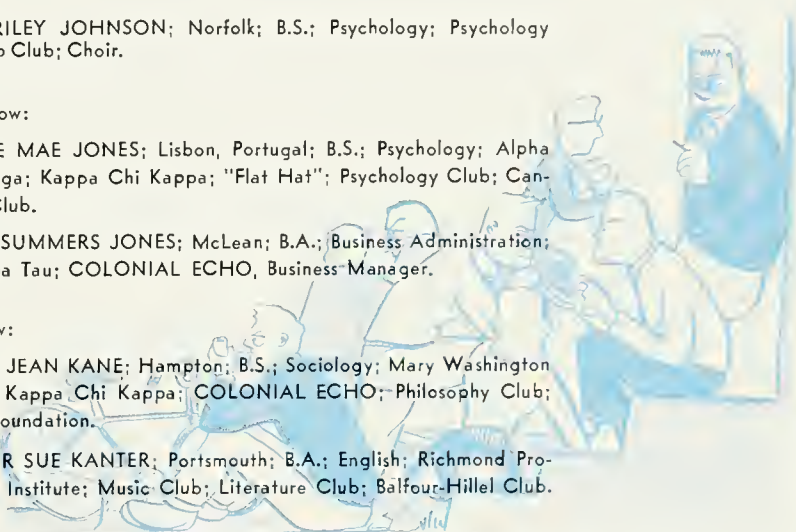 RILEY JOHNSON; Norfolk; B.S.; Psychology; Psychology
Club; Choir.
ow:
E MAE JONES; Lisbon, Portugal; B.S.; Psychology; Alpha
ga; Kappa Chi Kappa; "Flat Hat"; Psychology Club; Can-
Club.
SUMMERS JONES; McLean; B.A.; Business Administration;
a Tau; COLONIAL ECHO, Business Manager.
w:
JEAN KANE; Hampton; B.S.; Sociology; Mary Washington
Kappa Chi Kappa; COLONIAL ECHO; Philosophy Club;
oundation.
R SUE KANTER; Portsmouth; B.A.; English; Richmond Pro-
Institute; Music Club; Literature Club; Balfour-Hillel Club.